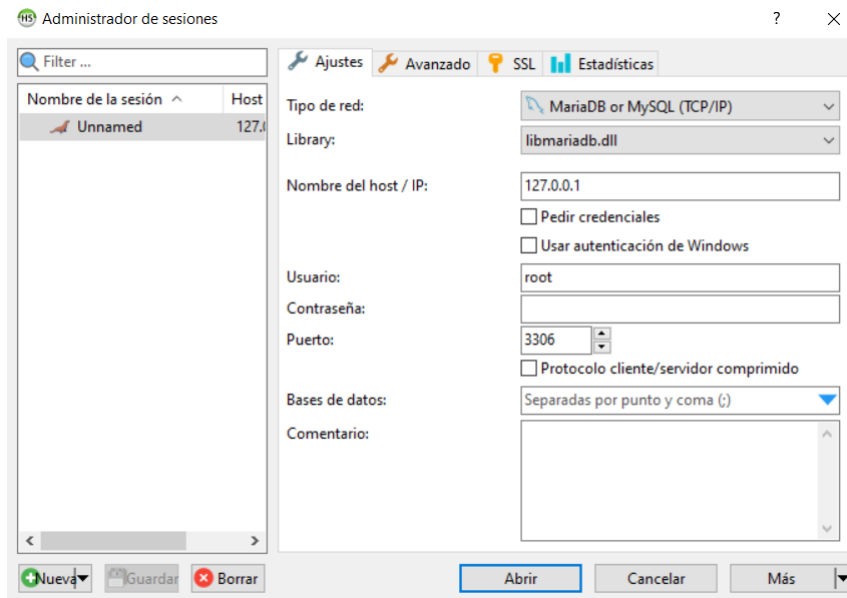 HS Administrador de sesiones ?
Filter ...
Nombre de la sesión Host
Unnamed 127.0
Ajustes Avanzado SSL Estadísticas
Tipo de red: MariaDB or MySQL (TCP/IP)
Library: libmariadb.dll
Nombre del host / IP: 127.0.0.1
Pedir credenciales
Usar autenticación de Windows
Usuario: root
Contraseña:
Puerto: 3306
Protocolo cliente/servidor comprimido
Bases de datos: Separadas por punto y coma (;)
Comentario:
Nueva Guardar Borrar Abrir Cancelar Más